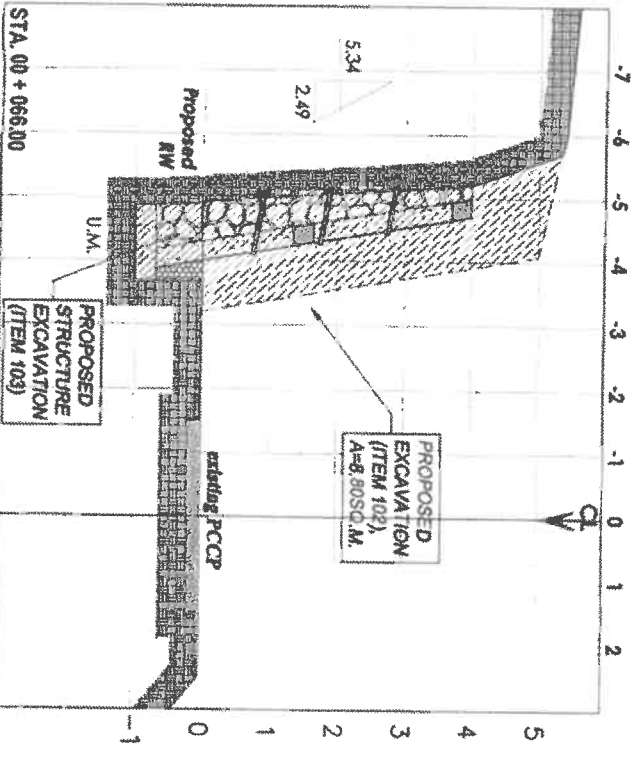 -7 -6 -5 -4 -3 -2 -1 0 1 2
CL
5.34
2.49
PROPOSED
EXCAVATION
(ITEM 102),
A=8.80SQ.M.
Proposed
RW
existing PCCP
U.M.
PROPOSED
STRUCTURE
EXCAVATION
(ITEM 103)
STA. 00 + 066.00
-1 0 1 2 3 4 5